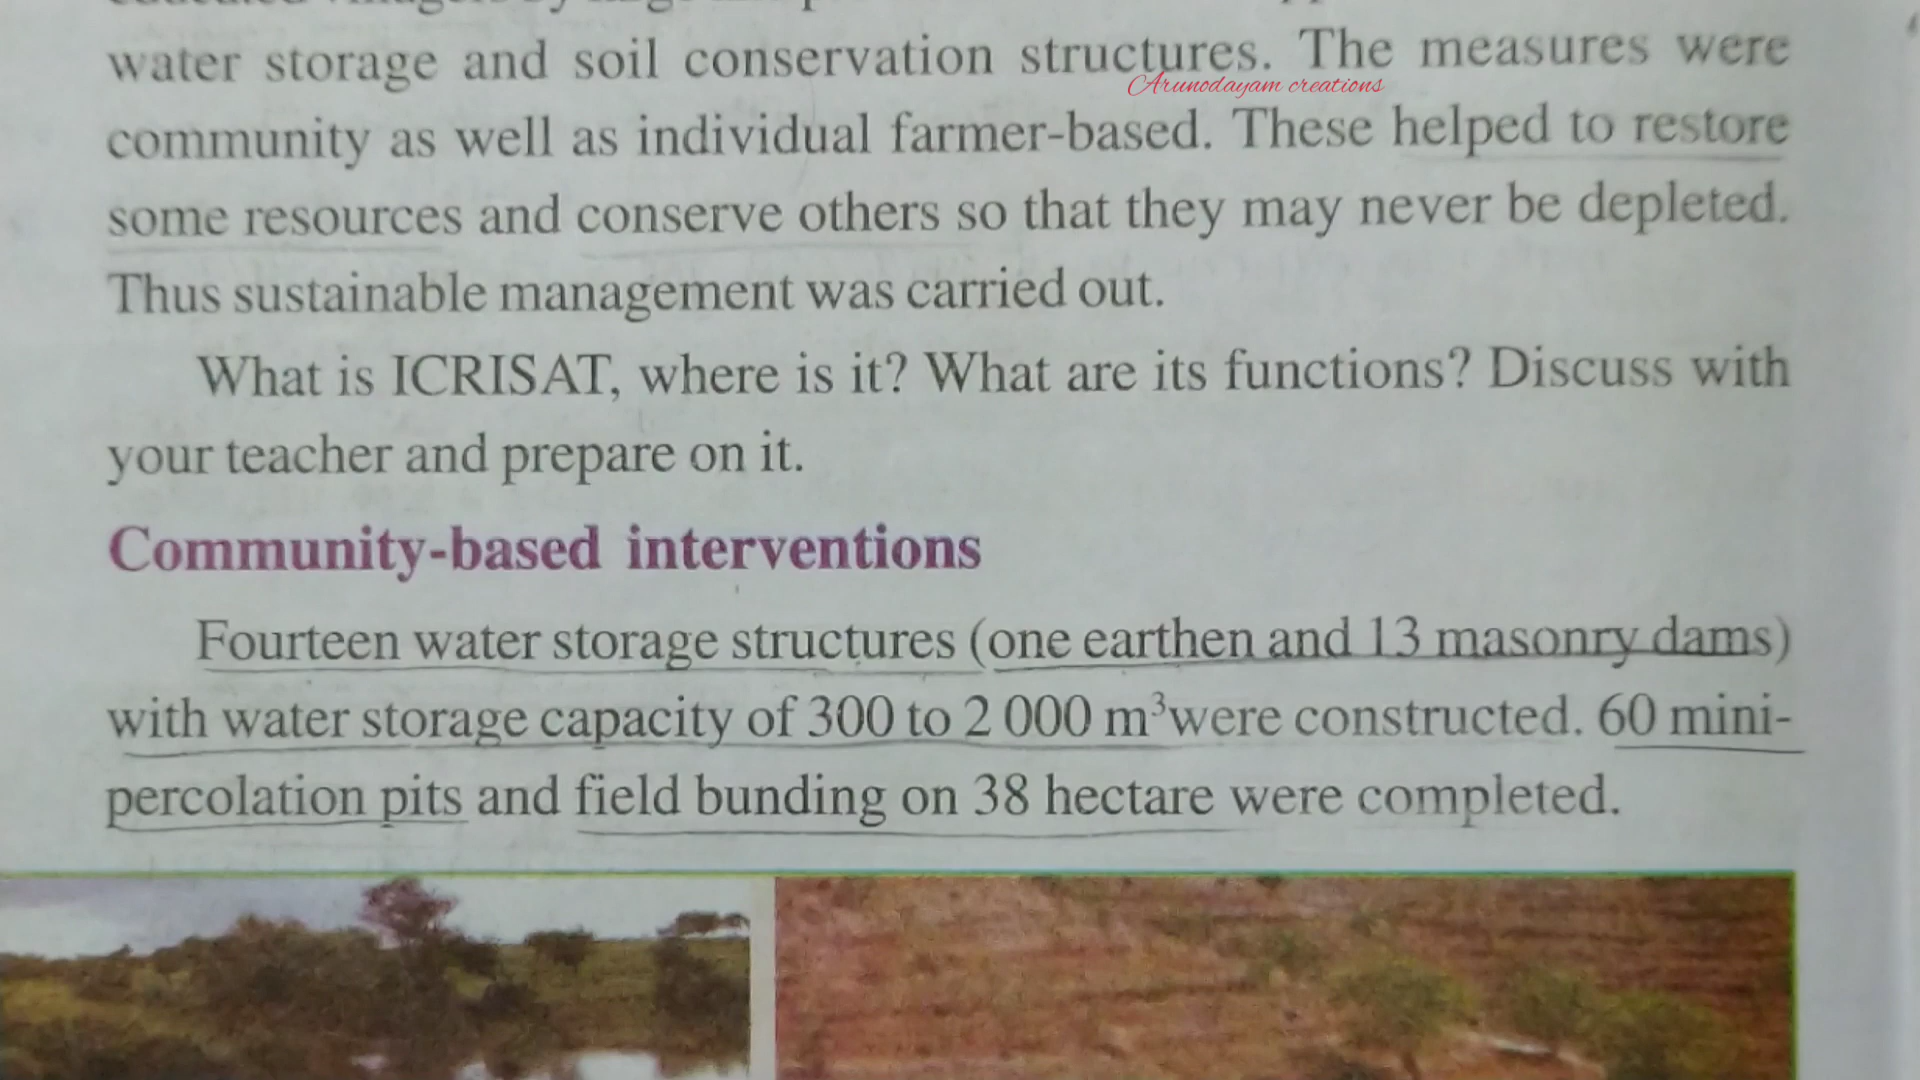 water storage and soil conservation structures. The measures were
Arunodayam creations
community as well as individual farmer-based. These helped to restore
some resources and conserve others so that they may never be depleted.
Thus sustainable management was carried out.
What is ICRISAT, where is it? What are its functions? Discuss with
your teacher and prepare on it.
Community-based interventions
Fourteen water storage structures (one earthen and 13 masonry dams)
with water storage capacity of 300 to 2 000 m³were constructed. 60 mini-
percolation pits and field bunding on 38 hectare were completed.